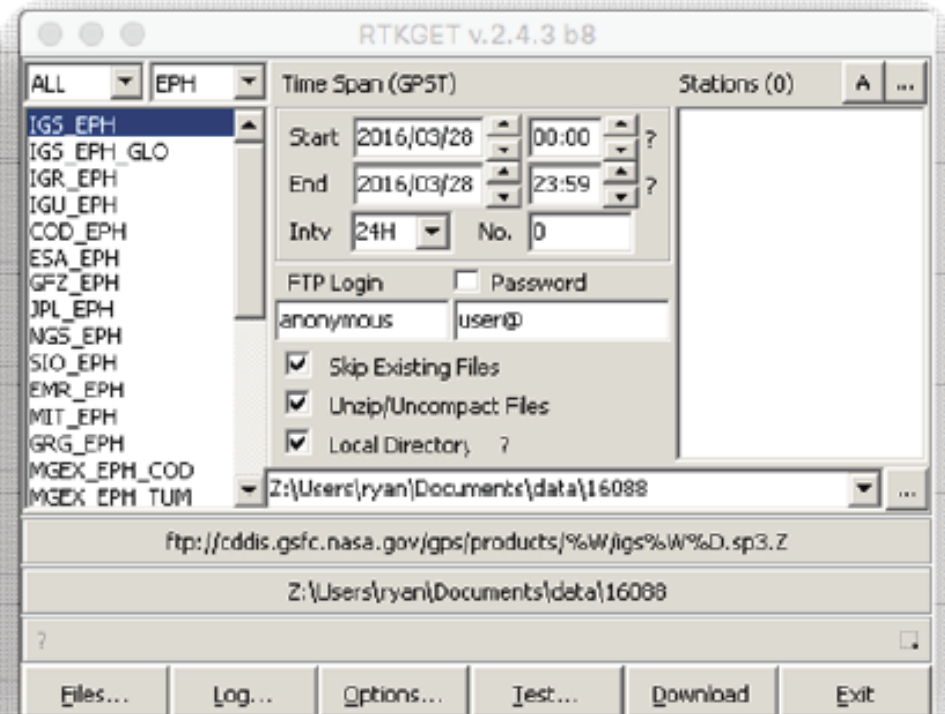 RTKGET v.2.4.3 b8
ALL EPH Time Span (GPST) Stations (0) A ...
IGS_EPH
IGS_EPH_GLO
IGR_EPH
IGU_EPH
COD_EPH
ESA_EPH
GFZ_EPH
JPL_EPH
NGS_EPH
SIO_EPH
EMR_EPH
MIT_EPH
GRG_EPH
MGEX_EPH_COD
MGEX_EPH_TUM
Start 2016/03/28 00:00 ?
End 2016/03/28 23:59 ?
Intv 24H No. 0
FTP Login Password
anonymous user@
Skip Existing Files
Unzip/Uncompact Files
Local Directory ?
Z:\Users\ryan\Documents\data\16088 ...
ftp://cddis.gsfc.nasa.gov/gps/products/%W/igs%W%D.sp3.Z
Z:\Users\ryan\Documents\data\16088
?
Files... Log... Options... Test... Download Exit